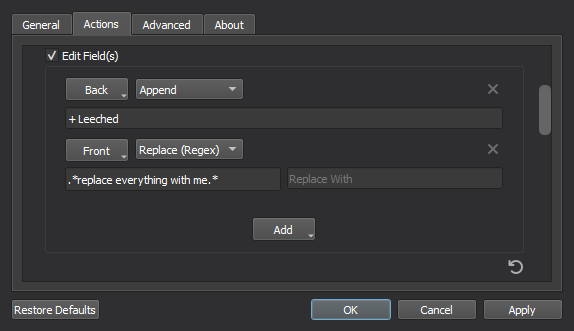 General Actions Advanced About
Edit Field(s)
Back Append
+ Leeched
Front Replace (Regex)
.*replace everything with me.* Replace With
Add
Restore Defaults OK Cancel Apply